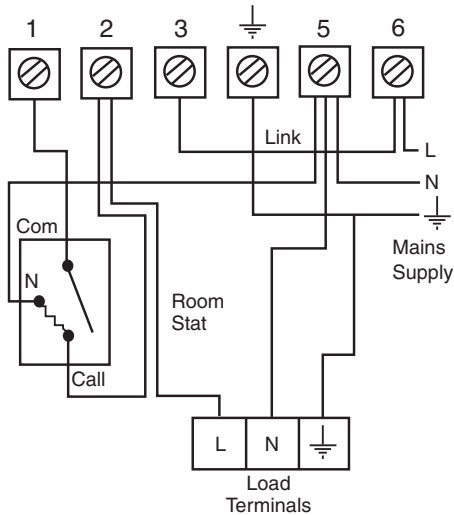 1 2 3 5 6
Link
L
N
Com
Mains
Supply
N
Room
Stat
Call
L N
Load
Terminals